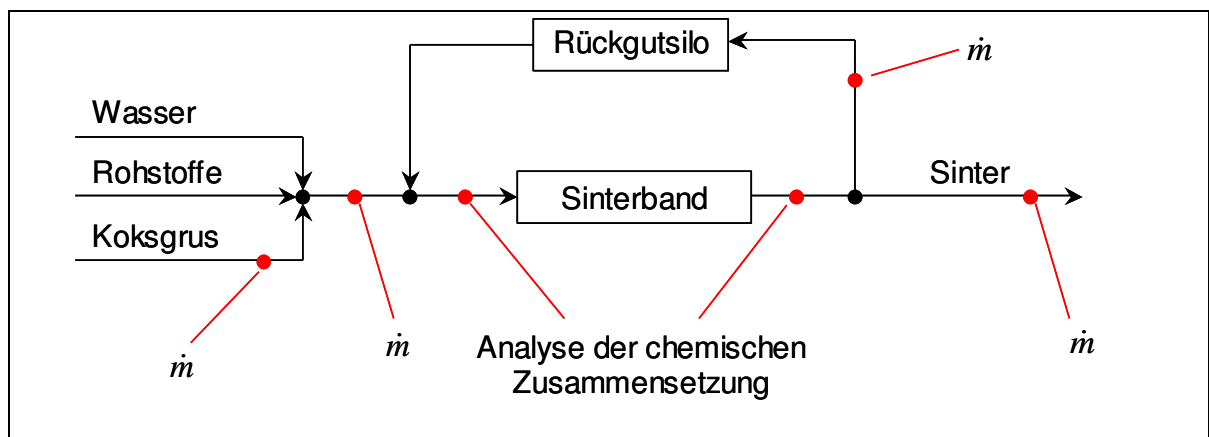 Rückgutsilo
ṁ
Wasser
Rohstoffe
Sinter
Sinterband
Koksgrus
ṁ
ṁ
Analyse der chemischen
Zusammensetzung
ṁ